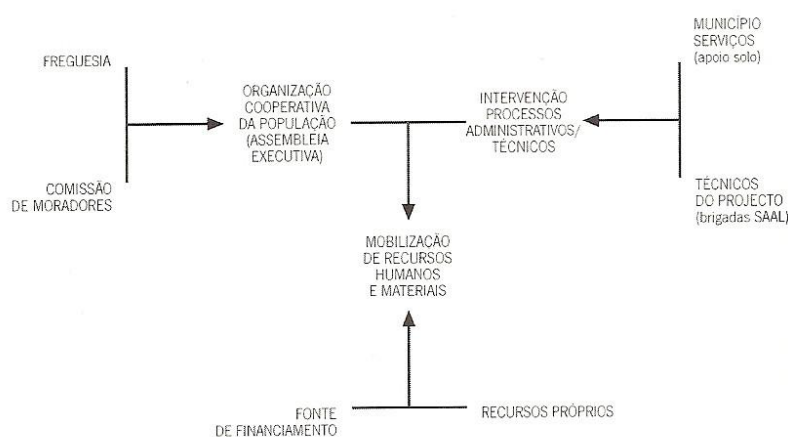 FREGUESIA
COMISSÃO
DE MORADORES
ORGANIZAÇÃO
COOPERATIVA
DA POPULAÇÃO
(ASSEMBLEIA
EXECUTIVA)
INTERVENÇÃO
PROCESSOS
ADMINISTRATIVOS/
TÉCNICOS
MUNICÍPIO
SERVIÇOS
(apoio solo)
TÉCNICOS
DO PROJECTO
(brigadas SAAL)
MOBILIZAÇÃO
DE RECURSOS
HUMANOS
E MATERIAIS
FONTE
DE FINANCIAMENTO
RECURSOS PRÓPRIOS